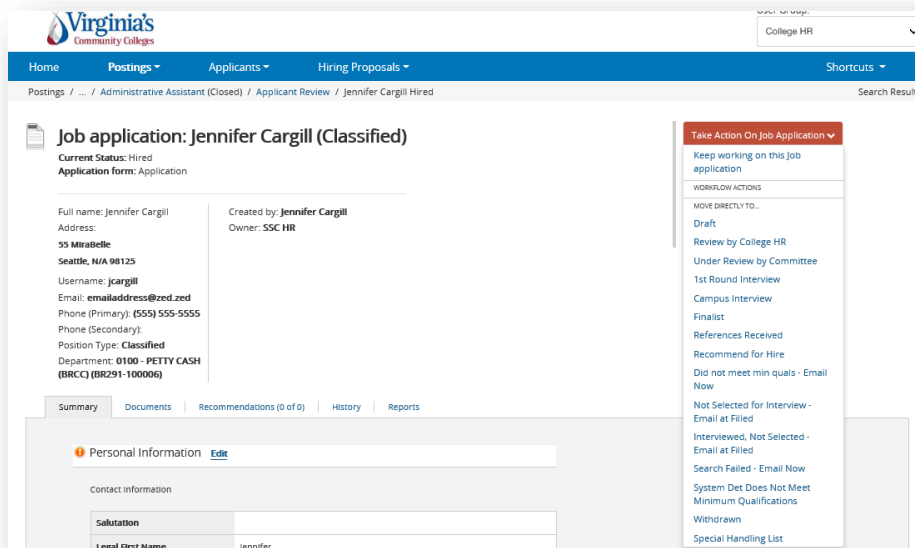 Virginia's
Community Colleges
User Group:
College HR
Home Postings Applicants Hiring Proposals Shortcuts
Postings / ... / Administrative Assistant (Closed) / Applicant Review / Jennifer Cargill Hired Search Result
Job application: Jennifer Cargill (Classified)
Current Status: Hired
Application form: Application
Full name: Jennifer Cargill
Address:
55 MiraBelle
Seattle, N/A 98125
Username: jcargill
Email: emailaddress@zed.zed
Phone (Primary): (555) 555-5555
Phone (Secondary):
Position Type: Classified
Department: 0100 - PETTY CASH
(BRCC) (BR291-100006)
Created by: Jennifer Cargill
Owner: SSC HR
Take Action On Job Application
Keep working on this Job
application
WORKFLOW ACTIONS
MOVE DIRECTLY TO...
Draft
Review by College HR
Under Review by Committee
1st Round Interview
Campus Interview
Finalist
References Received
Recommend for Hire
Did not meet min quals - Email
Now
Not Selected for Interview -
Email at Filled
Interviewed, Not Selected -
Email at Filled
Search Failed - Email Now
System Det Does Not Meet
Minimum Qualifications
Withdrawn
Special Handling List
Summary Documents Recommendations (0 of 0) History Reports
Personal Information Edit
Contact Information
Salutation
Legal First Name Jennifer